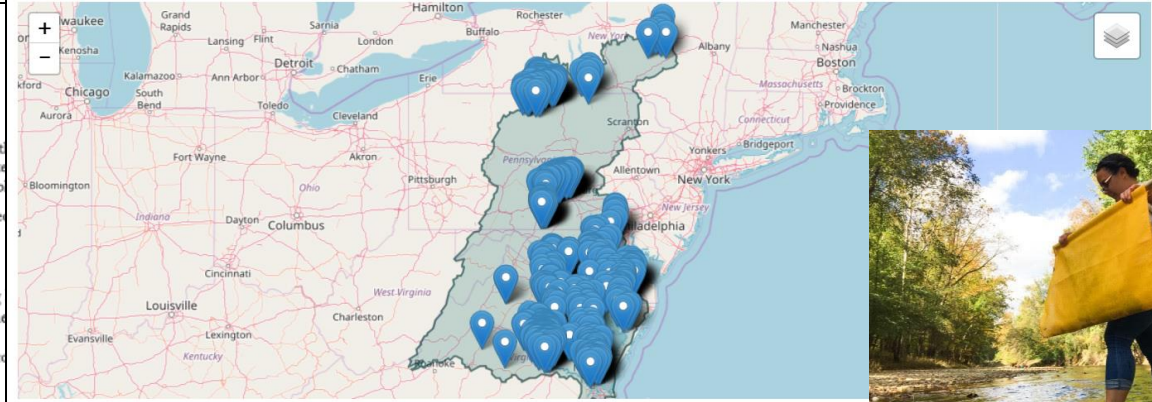 Hamilton
Grand
Rapids
Sarnia
Rochester
Manchester
waukee
+
Kenosha
Lansing
Flint
London
Buffalo
New York
Albany
Nashua
Boston
−
Kalamazoo
Ann Arbor
Detroit
Chatham
Erie
Massachusetts
Brockton
Chicago
South
Bend
Toledo
Cleveland
Providence
Aurora
Connecticut
Scranton
Fort Wayne
Akron
Yonkers
Bridgeport
Pennsylva
Allentown
New York
Bloomington
Ohio
Pittsburgh
New Jersey
Indiana
Dayton
Columbus
ladelphia
Cincinnati
West Virginia
Louisville
Charleston
Evansville
Lexington
Kentucky
Roanoke